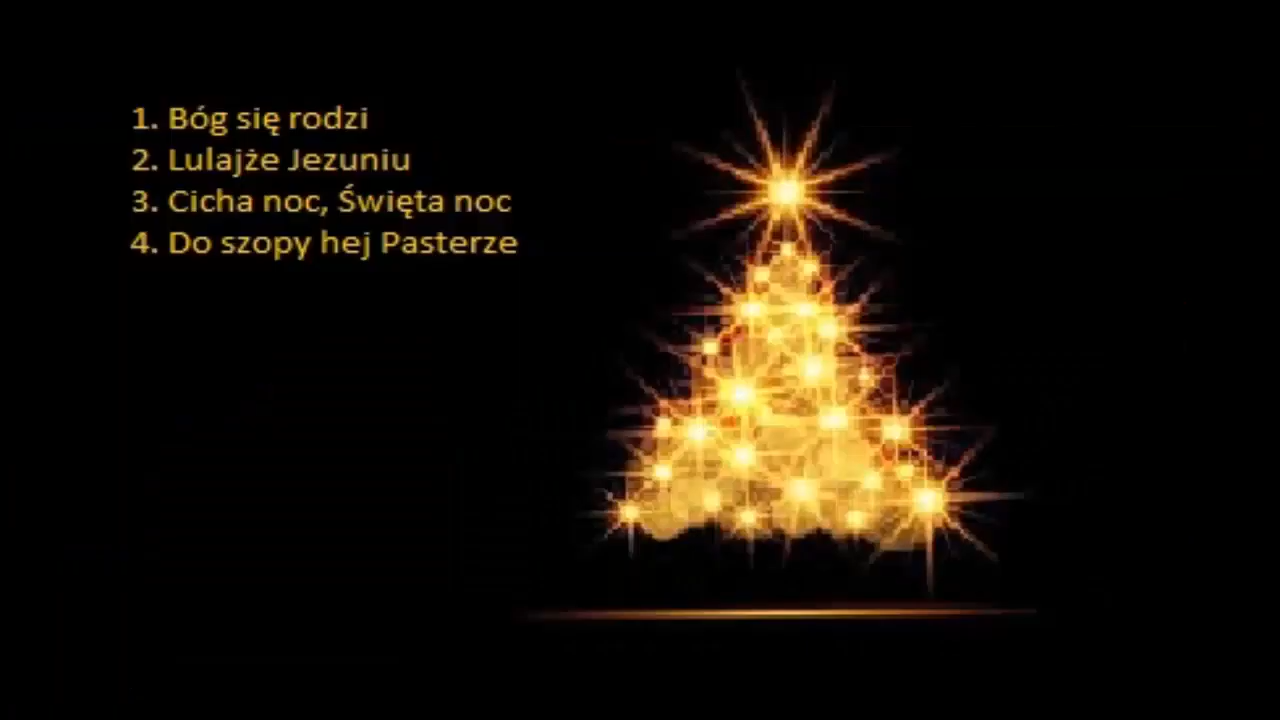 1. Bóg się rodzi
2. Lulajże Jezuniu
3. Cicha noc, Święta noc
4. Do szopy hej Pasterze